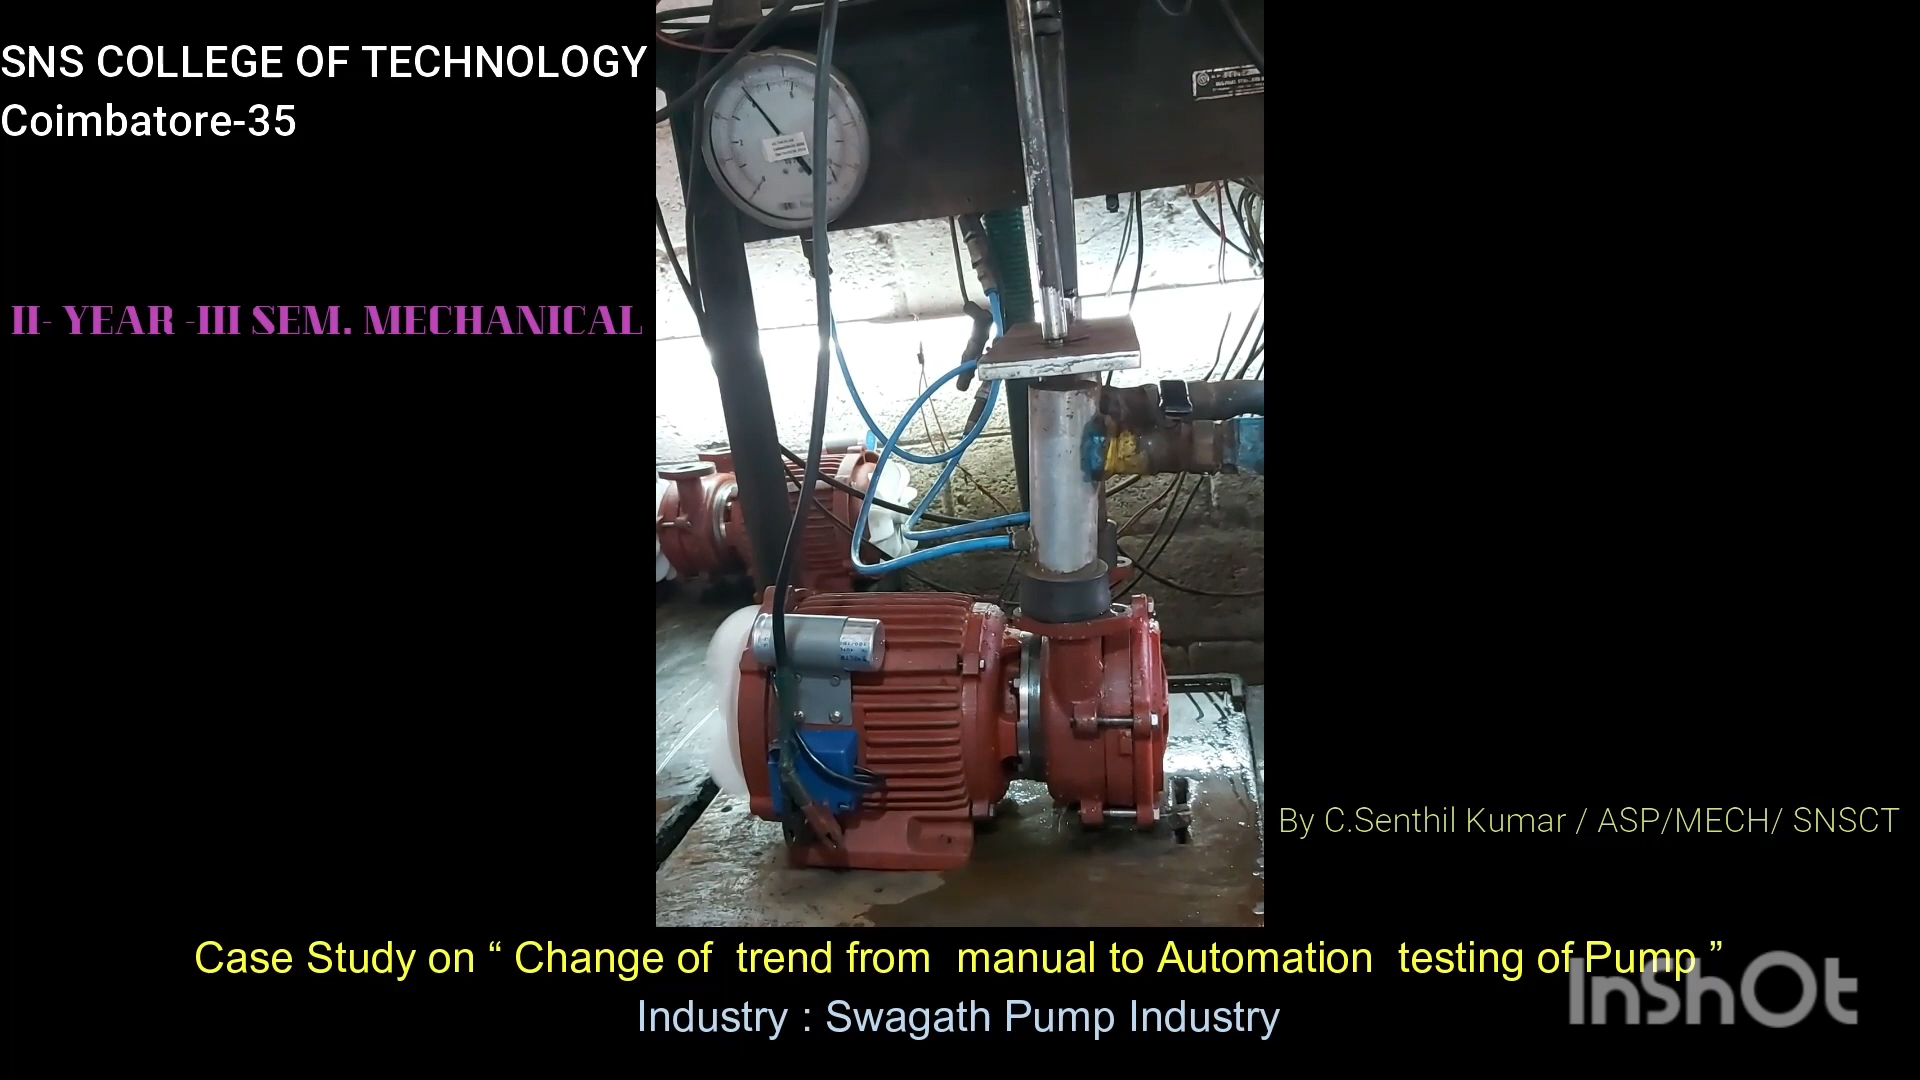 SNS COLLEGE OF TECHNOLOGY
Coimbatore-35
II- YEAR -III SEM. MECHANICAL
By C.Senthil Kumar / ASP/MECH/ SNSCT
Case Study on “ Change of trend from manual to Automation testing of Pump ”
Industry : Swagath Pump Industry
InShOt